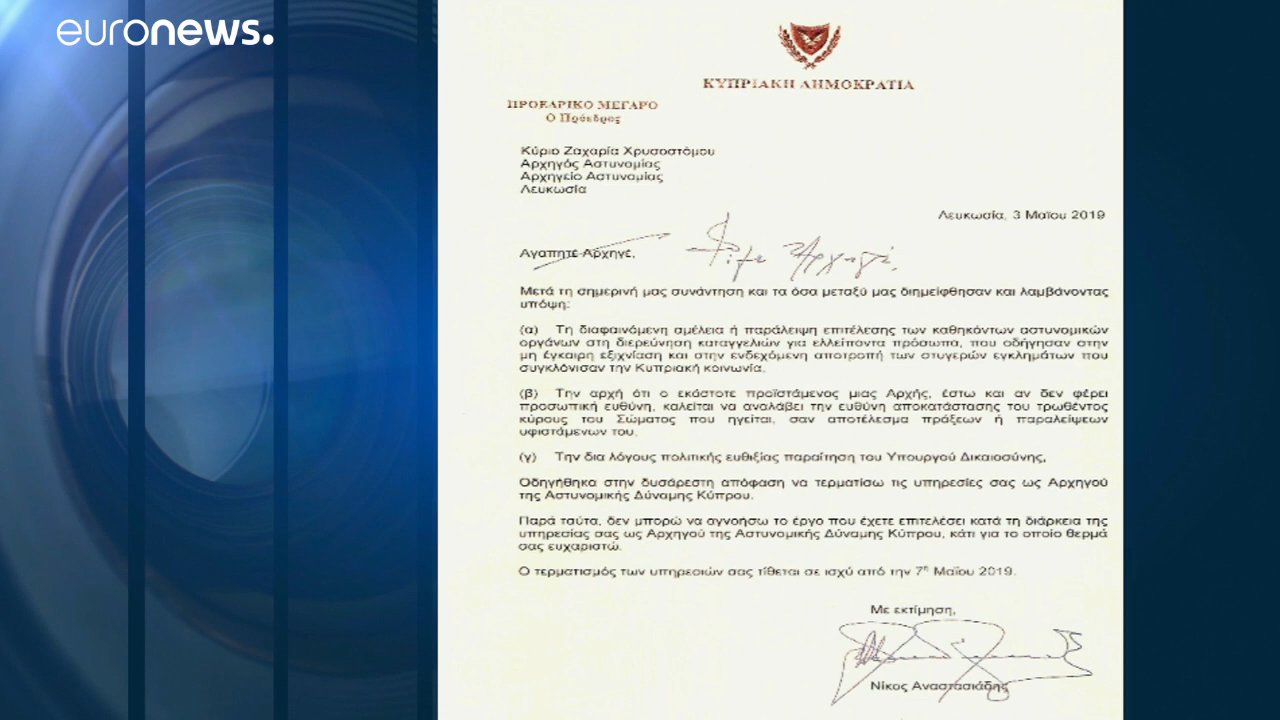 euronews.
ΚΥΠΡΙΑΚΗ ΔΗΜΟΚΡΑΤΙΑ
ΠΡΟΕΔΡΙΚΟ ΜΕΓΑΡΟ
Ο Πρόεδρος
Κύριο Ζαχαρία Χρυσοστόμου
Αρχηγός Αστυνομίας
Αρχηγείο Αστυνομίας
Λευκωσία
Λευκωσία, 3 Μαΐου 2019
Αγαπητέ Αρχηγέ, Φίλε Αρχηγέ,
Μετά τη σημερινή μας συνάντηση και τα όσα μεταξύ μας διημείφθησαν και λαμβάνοντας
υπόψη:
(α) Τη διαφαινόμενη αμέλεια ή παράλειψη επιτέλεσης των καθηκόντων αστυνομικών
οργάνων στη διερεύνηση καταγγελιών για ελλείποντα πρόσωπα, που οδήγησαν στην
μη έγκαιρη εξιχνίαση και στην ενδεχόμενη αποτροπή των στυγερών εγκλημάτων που
συγκλόνισαν την Κυπριακή κοινωνία.
(β) Την αρχή ότι ο εκάστοτε προϊστάμενος μιας Αρχής, έστω και αν δεν φέρει
προσωπική ευθύνη, καλείται να αναλάβει την ευθύνη αποκατάστασης του τρωθέντος
κύρους του Σώματος που ηγείται, σαν αποτέλεσμα πράξεων ή παραλείψεων
υφιστάμενων του.
(γ) Την δια λόγους πολιτικής ευθιξίας παραίτηση του Υπουργού Δικαιοσύνης,
Οδηγήθηκα στην δυσάρεστη απόφαση να τερματίσω τις υπηρεσίες σας ως Αρχηγού
της Αστυνομικής Δύναμης Κύπρου.
Παρά ταύτα, δεν μπορώ να αγνοήσω το έργο που έχετε επιτελέσει κατά τη διάρκεια της
υπηρεσίας σας ως Αρχηγού της Αστυνομικής Δύναμης Κύπρου, κάτι για το οποίο θερμά
σας ευχαριστώ.
Ο τερματισμός των υπηρεσιών σας τίθεται σε ισχύ από την 7η Μαΐου 2019.
Με εκτίμηση,
Νίκος Αναστασιάδης